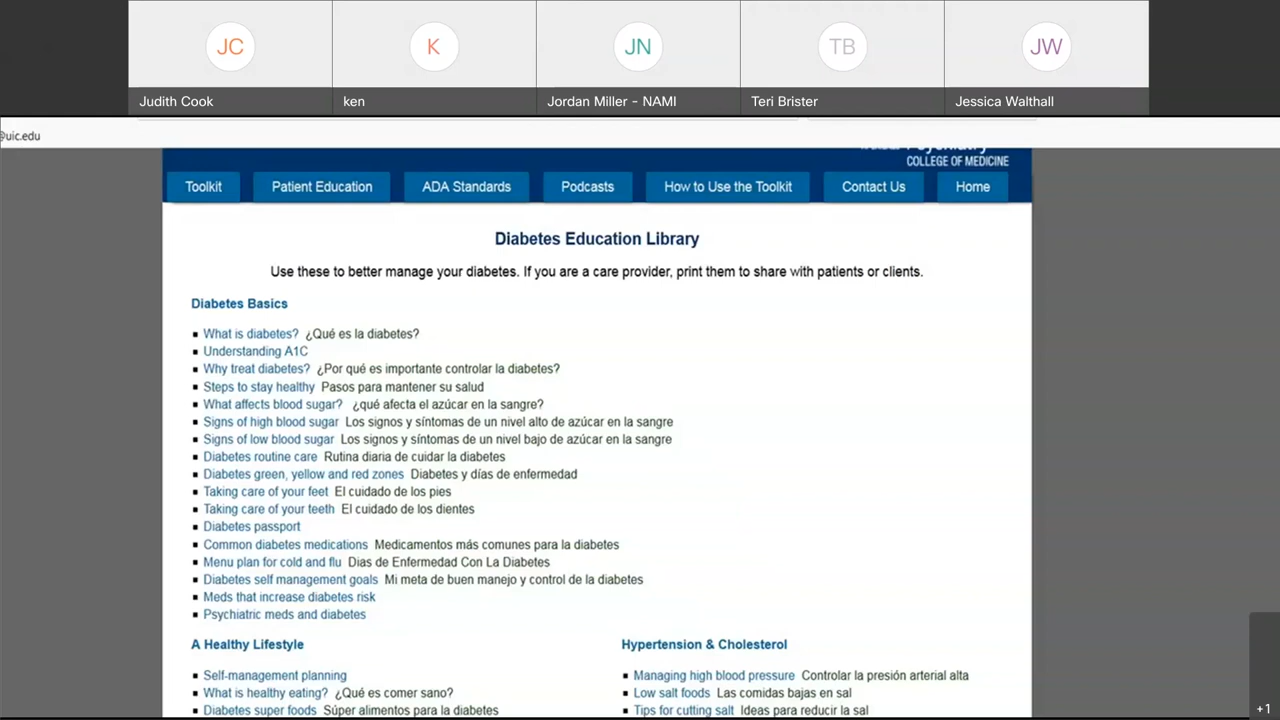 JC K JN TB JW
Judith Cook ken Jordan Miller - NAMI Teri Brister Jessica Walthall
@uic.edu
COLLEGE OF MEDICINE
Toolkit Patient Education ADA Standards Podcasts How to Use the Toolkit Contact Us Home
Diabetes Education Library
Use these to better manage your diabetes. If you are a care provider, print them to share with patients or clients.
Diabetes Basics
What is diabetes? ¿Qué es la diabetes?
Understanding A1C
Why treat diabetes? ¿Por qué es importante controlar la diabetes?
Steps to stay healthy Pasos para mantener su salud
What affects blood sugar? ¿qué afecta el azúcar en la sangre?
Signs of high blood sugar Los signos y síntomas de un nivel alto de azúcar en la sangre
Signs of low blood sugar Los signos y síntomas de un nivel bajo de azúcar en la sangre
Diabetes routine care Rutina diaria de cuidar la diabetes
Diabetes green, yellow and red zones Diabetes y días de enfermedad
Taking care of your feet El cuidado de los pies
Taking care of your teeth El cuidado de los dientes
Diabetes passport
Common diabetes medications Medicamentos más comunes para la diabetes
Menu plan for cold and flu Dias de Enfermedad Con La Diabetes
Diabetes self management goals Mi meta de buen manejo y control de la diabetes
Meds that increase diabetes risk
Psychiatric meds and diabetes
A Healthy Lifestyle
Self-management planning
What is healthy eating? ¿Qué es comer sano?
Diabetes super foods Súper alimentos para la diabetes
Hypertension & Cholesterol
Managing high blood pressure Controlar la presión arterial alta
Low salt foods Las comidas bajas en sal
Tips for cutting salt Ideas para reducir la sal
+1